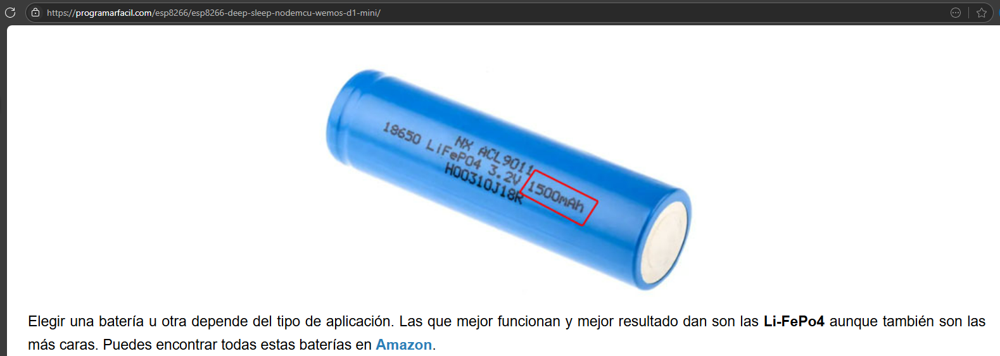 https://programarfacil.com/esp8266/esp8266-deep-sleep-nodemcu-wemos-d1-mini/
NX ACL9011
18650 LiFePO4 3.2V 1500mAh
H00310J18R
Elegir una batería u otra depende del tipo de aplicación. Las que mejor funcionan y mejor resultado dan son las Li-FePo4 aunque también son las
más caras. Puedes encontrar todas estas baterías en Amazon.